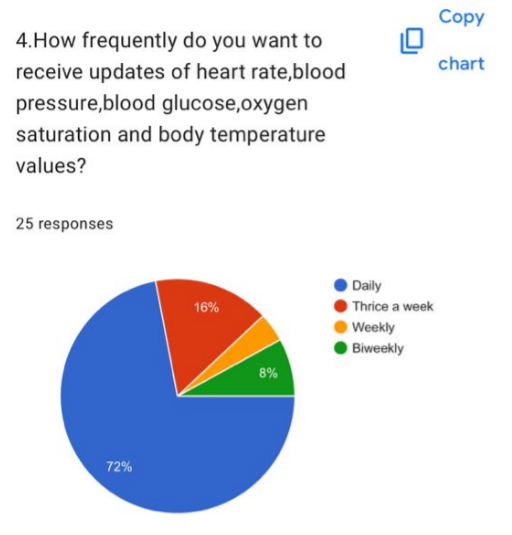 4.How frequently do you want to
receive updates of heart rate,blood
pressure,blood glucose,oxygen
saturation and body temperature
values?
Copy
chart
25 responses
Daily
Thrice a week
Weekly
Biweekly
16%
8%
72%